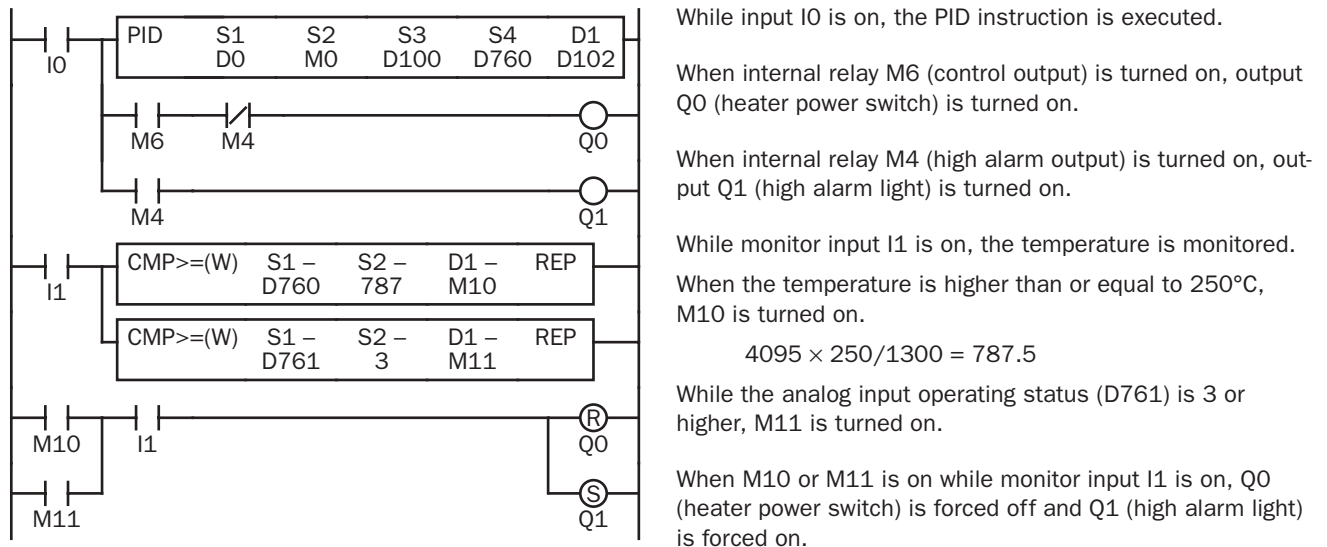 PID S1 S2 S3 S4 D1
D0 M0 D100 D760 D102
I0
M6 M4 Q0
M4 Q1
CMP>=(W) S1 – S2 – D1 – REP
D760 787 M10
I1
CMP>=(W) S1 – S2 – D1 – REP
D761 3 M11
R
M10 I1 Q0
S
M11 Q1
While input I0 is on, the PID instruction is executed.
When internal relay M6 (control output) is turned on, output
Q0 (heater power switch) is turned on.
When internal relay M4 (high alarm output) is turned on, out-
put Q1 (high alarm light) is turned on.
While monitor input I1 is on, the temperature is monitored.
When the temperature is higher than or equal to 250°C,
M10 is turned on.
4095 × 250/1300 = 787.5
While the analog input operating status (D761) is 3 or
higher, M11 is turned on.
When M10 or M11 is on while monitor input I1 is on, Q0
(heater power switch) is forced off and Q1 (high alarm light)
is forced on.